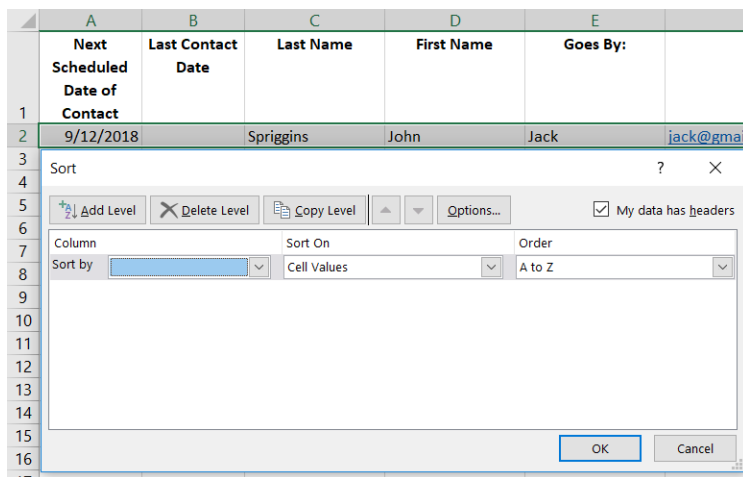 A B C D E
Next Last Contact Last Name First Name Goes By:
Scheduled Date
Date of
1 Contact
2 9/12/2018 Spriggins John Jack jack@gmai
3
Sort ? ×
4
5 Add Level Delete Level Copy Level Options... My data has headers
6
7 Column Sort On Order
8 Sort by Cell Values A to Z
9
10
11
12
13
14
15 OK Cancel
16